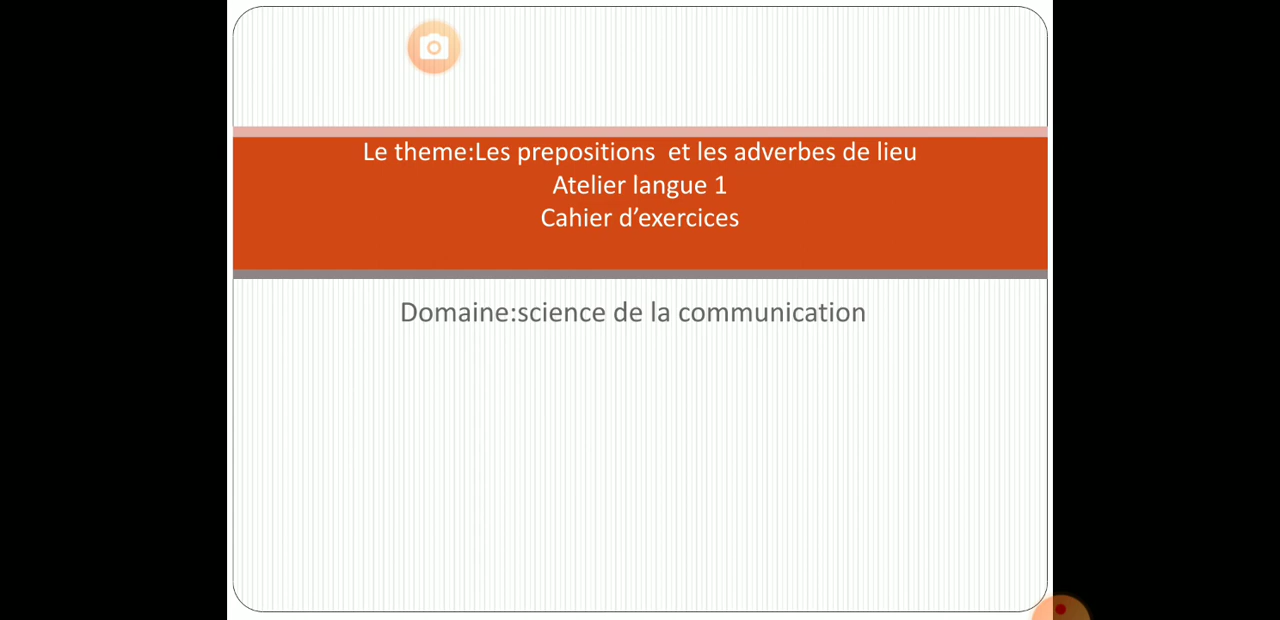 Le theme:Les prepositions  et les adverbes de lieu
Atelier langue 1
Cahier d’exercices
Domaine:science de la communication